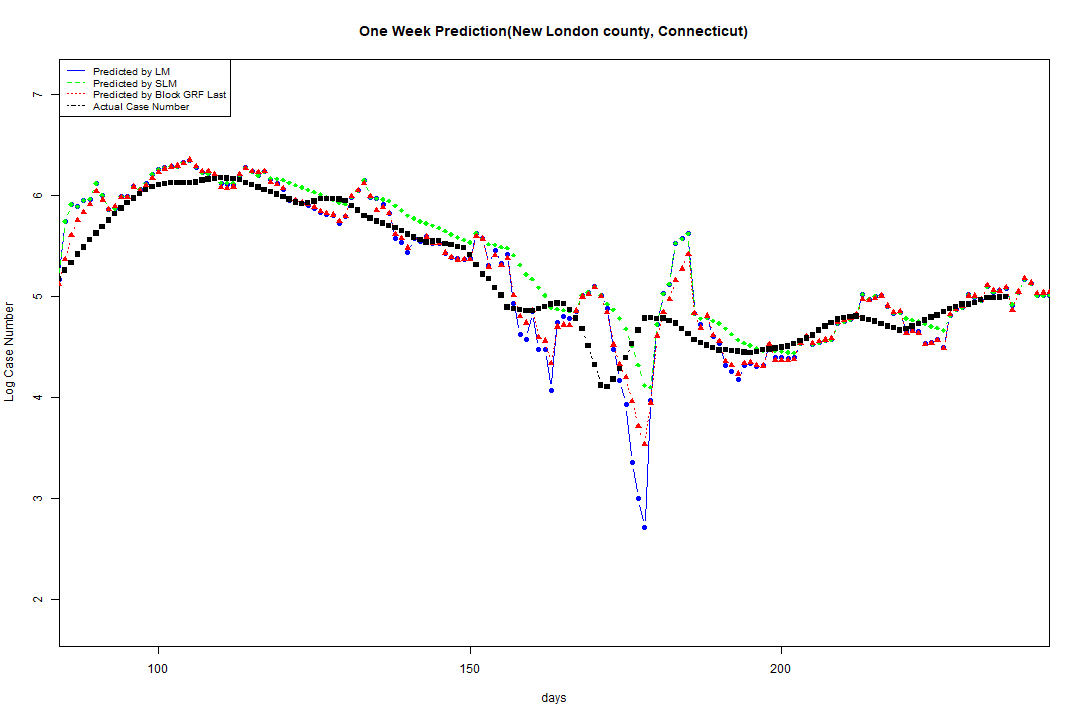 One Week Prediction(New London county, Connecticut)
Predicted by LM
Predicted by SLM
Predicted by Block GRF Last
Actual Case Number
7
6
5
4
3
2
Log Case Number
100 150 200
days